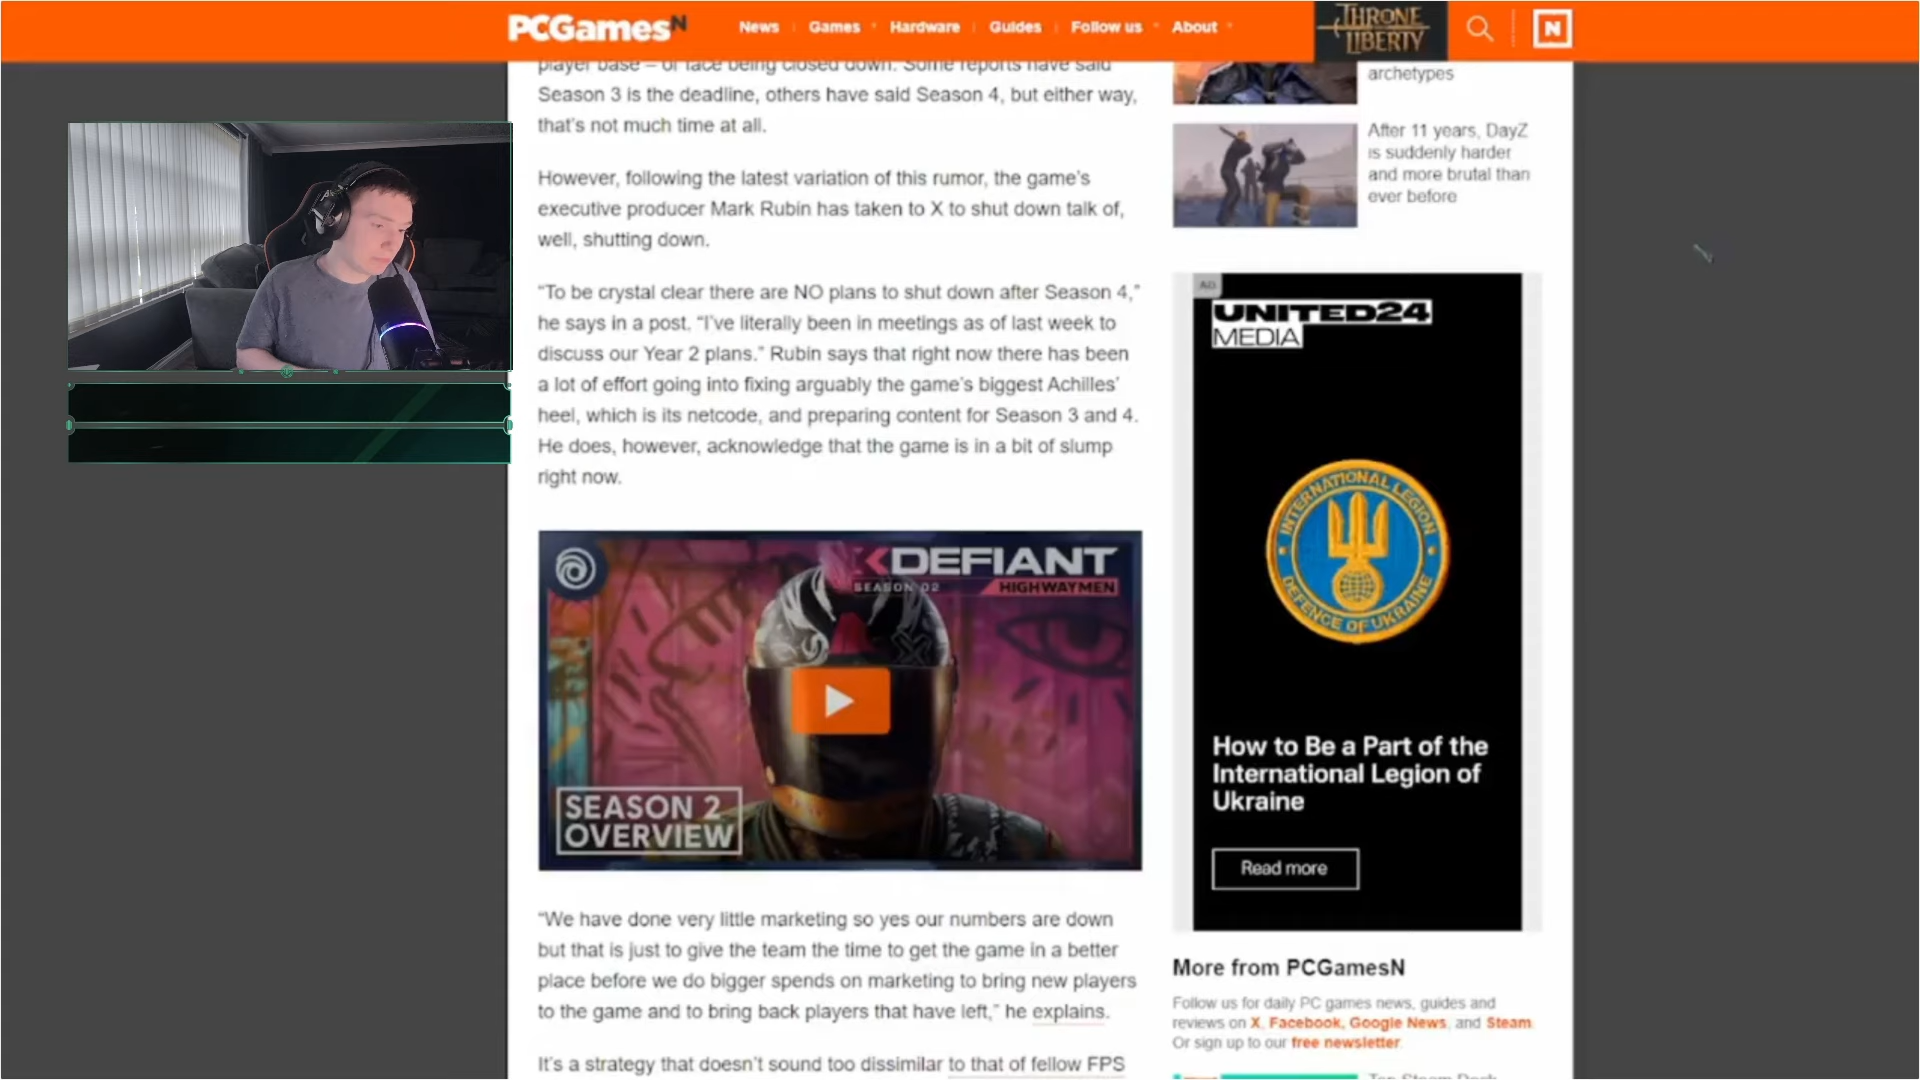 PCGamesN
News
Games
Hardware
Guides
Follow us
About
THRONE
LIBERTY
N
player base – or face being closed down. Some reports have said
Season 3 is the deadline, others have said Season 4, but either way,
that's not much time at all.
However, following the latest variation of this rumor, the game's
executive producer Mark Rubin has taken to X to shut down talk of,
well, shutting down.
“To be crystal clear there are NO plans to shut down after Season 4,”
he says in a post. “I've literally been in meetings as of last week to
discuss our Year 2 plans.” Rubin says that right now there has been
a lot of effort going into fixing arguably the game's biggest Achilles'
heel, which is its netcode, and preparing content for Season 3 and 4.
He does, however, acknowledge that the game is in a bit of slump
right now.
XDEFIANT
SEASON 02
HIGHWAYMEN
SEASON 2
OVERVIEW
“We have done very little marketing so yes our numbers are down
but that is just to give the team the time to get the game in a better
place before we do bigger spends on marketing to bring new players
to the game and to bring back players that have left,” he explains.
It's a strategy that doesn't sound too dissimilar to that of fellow FPS
archetypes
After 11 years, DayZ
is suddenly harder
and more brutal than
ever before
AD
UNITED24
MEDIA
INTERNATIONAL LEGION
DEFENCE OF UKRAINE
How to Be a Part of the
International Legion of
Ukraine
Read more
More from PCGamesN
Follow us for daily PC games news, guides and
reviews on X, Facebook, Google News, and Steam.
Or sign up to our free newsletter.